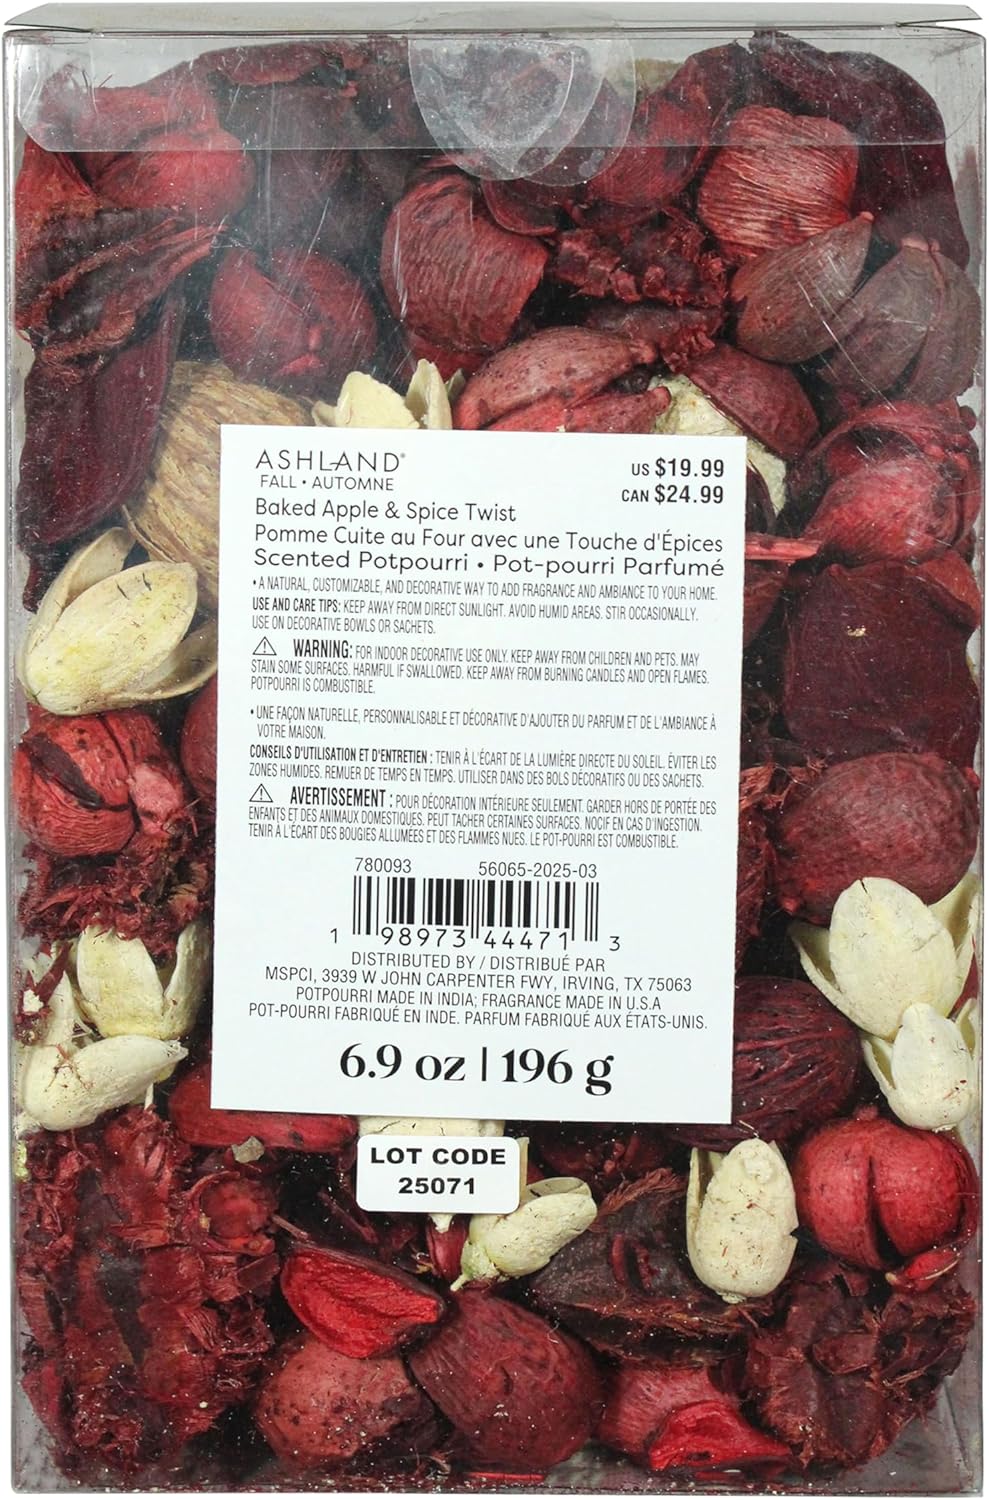 ASHLAND®
FALL • AUTOMNE
US $19.99
CAN $24.99
Baked Apple & Spice Twist
Pomme Cuite au Four avec une Touche d'Épices
Scented Potpourri • Pot-pourri Parfumé
• A NATURAL, CUSTOMIZABLE, AND DECORATIVE WAY TO ADD FRAGRANCE AND AMBIANCE TO YOUR HOME.
USE AND CARE TIPS: KEEP AWAY FROM DIRECT SUNLIGHT. AVOID HUMID AREAS. STIR OCCASIONALLY.
USE ON DECORATIVE BOWLS OR SACHETS.
⚠ WARNING: FOR INDOOR DECORATIVE USE ONLY. KEEP AWAY FROM CHILDREN AND PETS. MAY
STAIN SOME SURFACES. HARMFUL IF SWALLOWED. KEEP AWAY FROM BURNING CANDLES AND OPEN FLAMES.
POTPOURRI IS COMBUSTIBLE.
• UNE FAÇON NATURELLE, PERSONNALISABLE ET DÉCORATIVE D'AJOUTER DU PARFUM ET DE L'AMBIANCE À
VOTRE MAISON.
CONSEILS D'UTILISATION ET D'ENTRETIEN : TENIR À L'ÉCART DE LA LUMIÈRE DIRECTE DU SOLEIL. ÉVITER LES
ZONES HUMIDES. REMUER DE TEMPS EN TEMPS. UTILISER DANS DES BOLS DÉCORATIFS OU DES SACHETS.
⚠ AVERTISSEMENT : POUR DÉCORATION INTÉRIEURE SEULEMENT. GARDER HORS DE PORTÉE DES
ENFANTS ET DES ANIMAUX DOMESTIQUES. PEUT TACHER CERTAINES SURFACES. NOCIF EN CAS D'INGESTION.
TENIR À L'ÉCART DES BOUGIES ALLUMÉES ET DES FLAMMES NUES. LE POT-POURRI EST COMBUSTIBLE.
780093 56065-2025-03
1 98973 44471 3
DISTRIBUTED BY / DISTRIBUÉ PAR
MSPCI, 3939 W JOHN CARPENTER FWY, IRVING, TX 75063
POTPOURRI MADE IN INDIA; FRAGRANCE MADE IN U.S.A
POT-POURRI FABRIQUÉ EN INDE. PARFUM FABRIQUÉ AUX ÉTATS-UNIS.
6.9 oz | 196 g
LOT CODE
25071